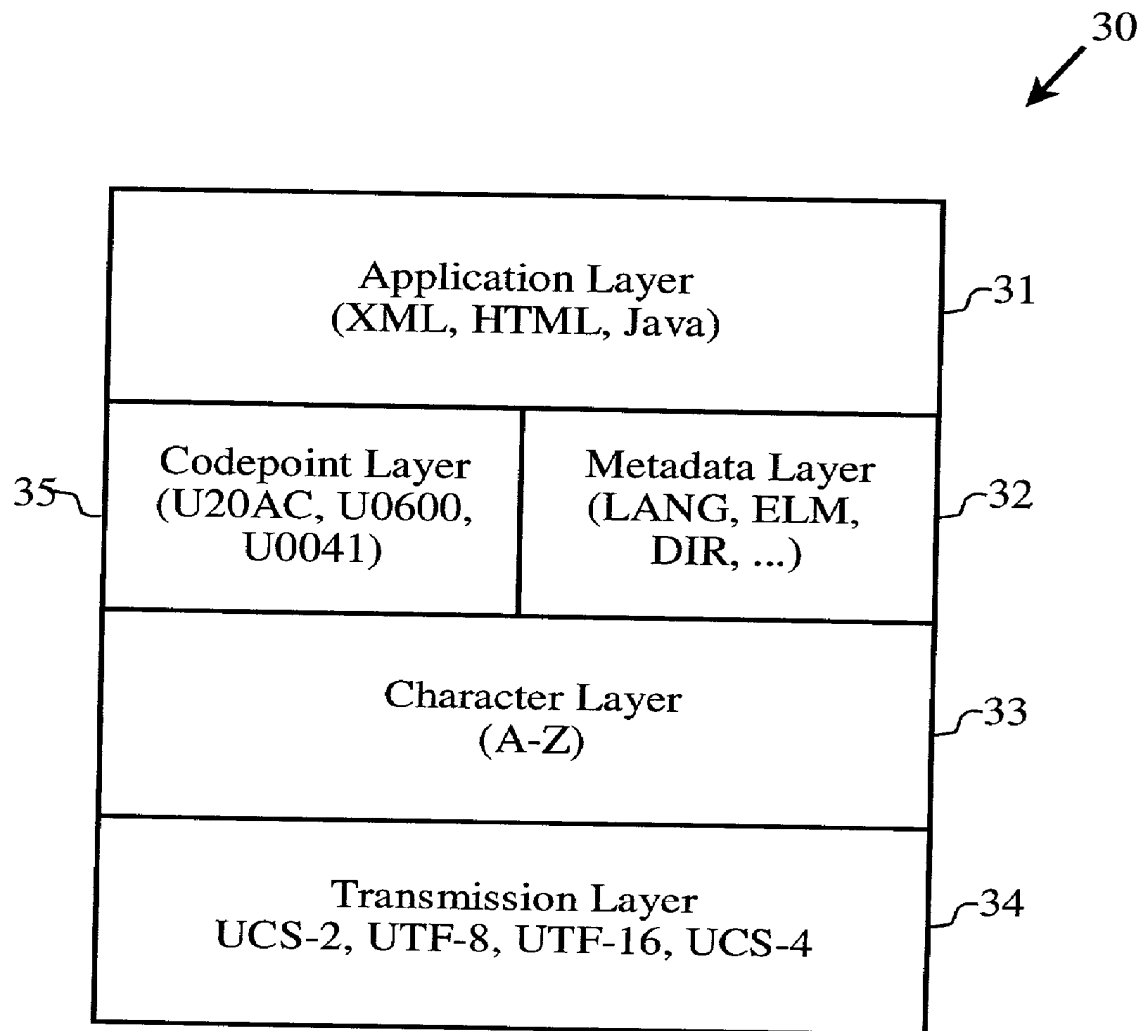 30
Application Layer
(XML, HTML, Java)
31
Codepoint Layer
(U20AC, U0600,
U0041)
35
Metadata Layer
(LANG, ELM,
DIR, ...)
32
Character Layer
(A-Z)
33
Transmission Layer
UCS-2, UTF-8, UTF-16, UCS-4
34